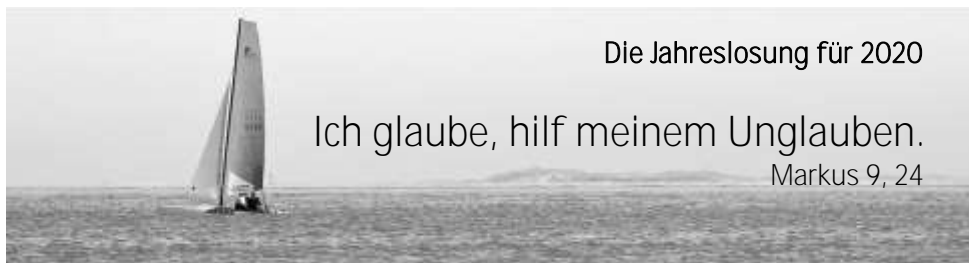 Die Jahreslosung für 2020
Ich glaube, hilf meinem Unglauben.
Markus 9, 24